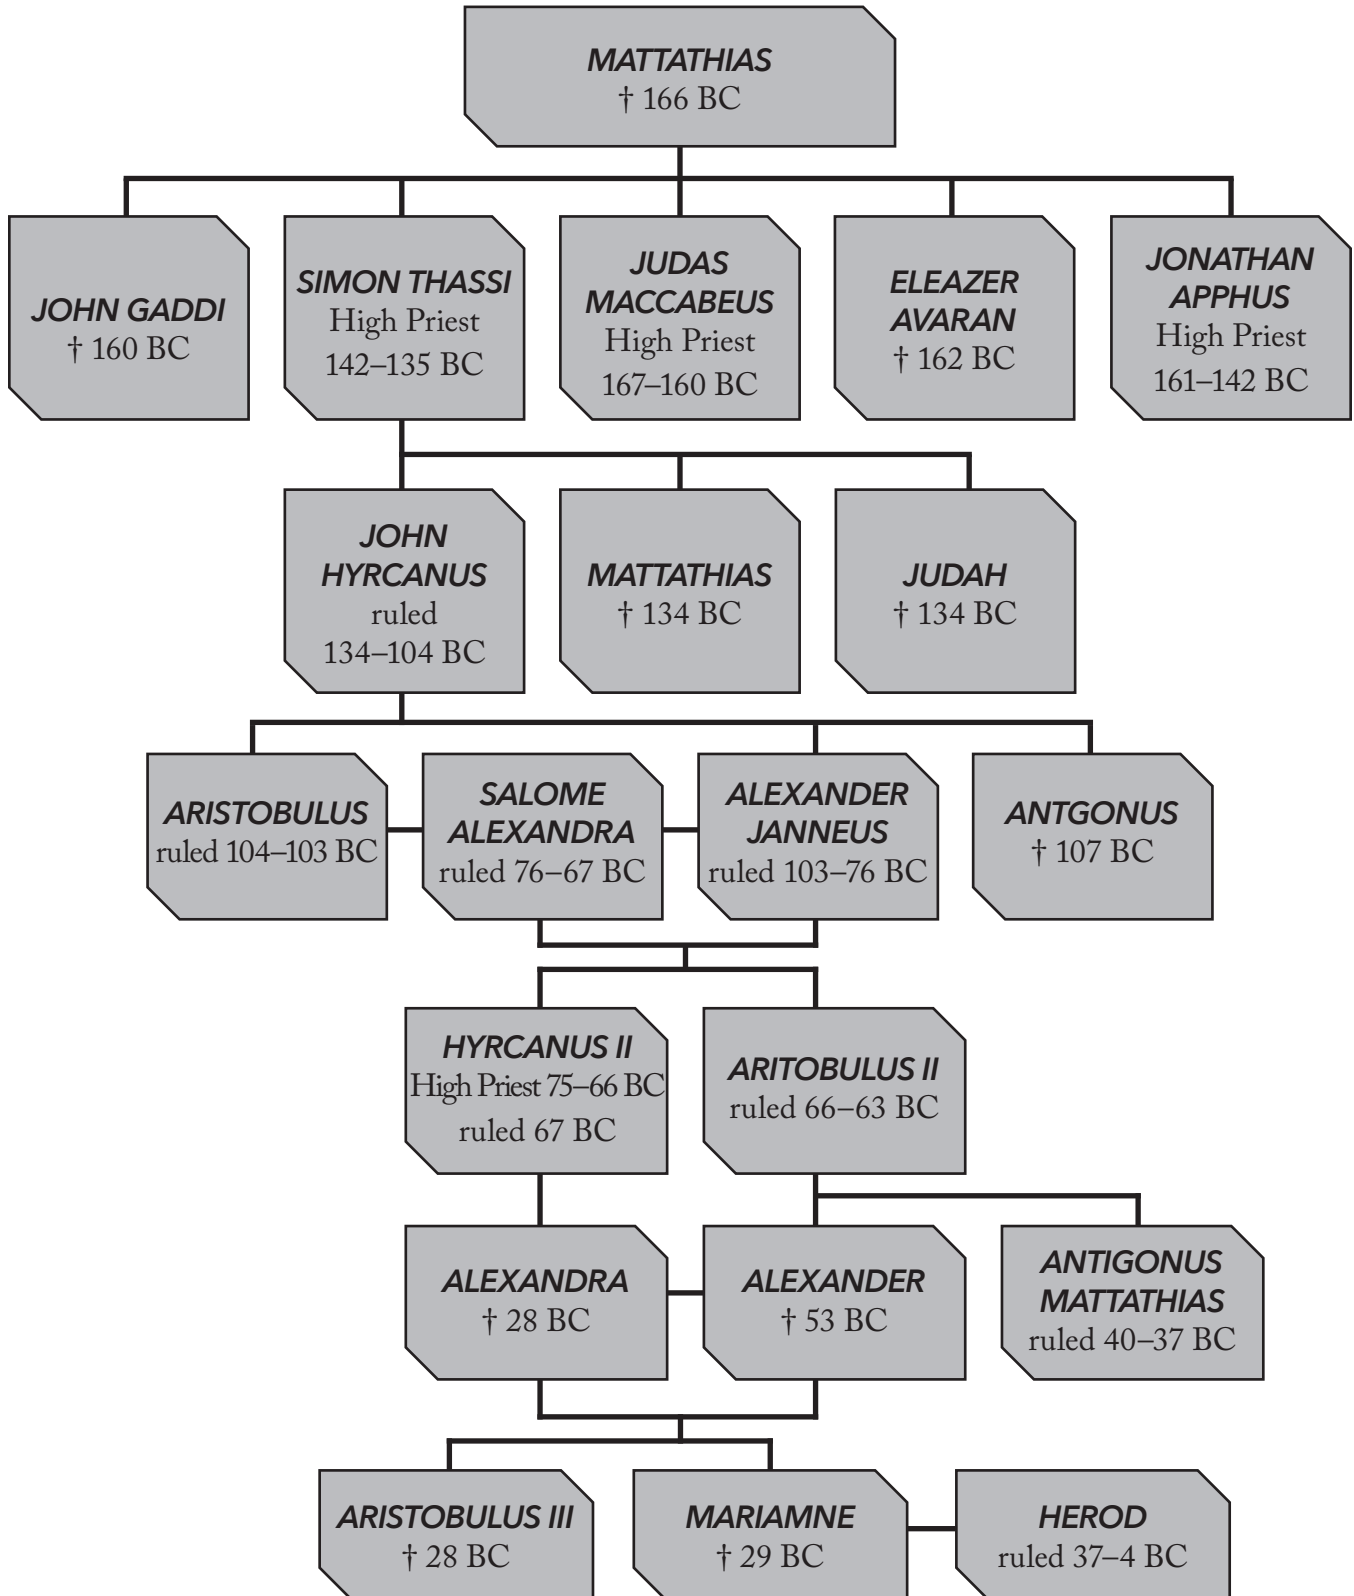 MATTATHIAS
† 166 BC
JOHN GADDI
† 160 BC
SIMON THASSI
High Priest
142–135 BC
JUDAS
MACCABEUS
High Priest
167–160 BC
ELEAZER
AVARAN
† 162 BC
JONATHAN
APPHUS
High Priest
161–142 BC
JOHN
HYRCANUS
ruled
134–104 BC
MATTATHIAS
† 134 BC
JUDAH
† 134 BC
ARISTOBULUS
ruled 104–103 BC
SALOME
ALEXANDRA
ruled 76–67 BC
ALEXANDER
JANNEUS
ruled 103–76 BC
ANTGONUS
† 107 BC
HYRCANUS II
High Priest 75–66 BC
ruled 67 BC
ARITOBULUS II
ruled 66–63 BC
ALEXANDRA
† 28 BC
ALEXANDER
† 53 BC
ANTIGONUS
MATTATHIAS
ruled 40–37 BC
ARISTOBULUS III
† 28 BC
MARIAMNE
† 29 BC
HEROD
ruled 37–4 BC